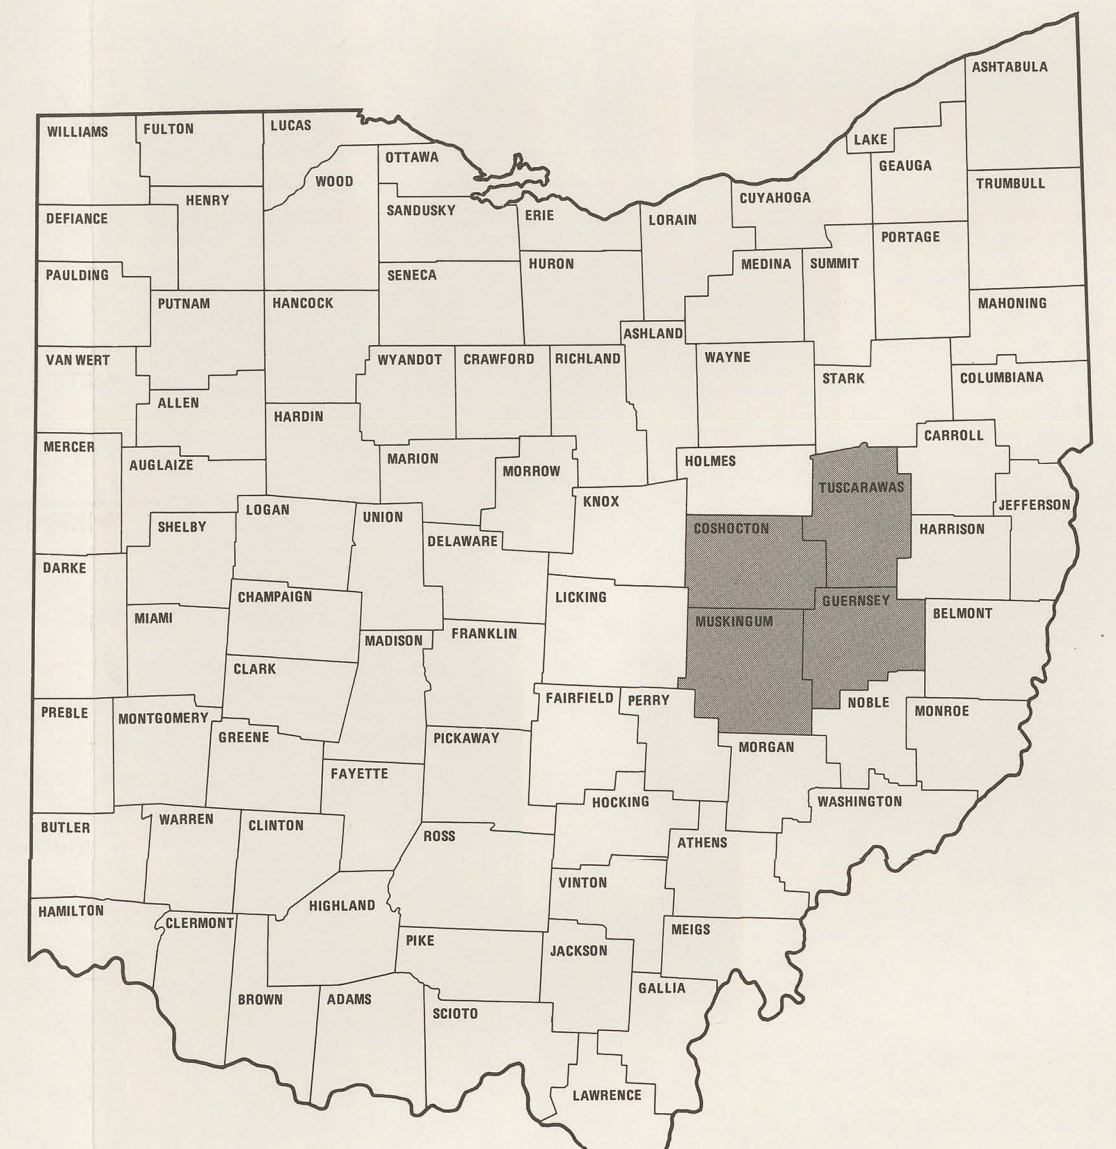 ASHTABULA
WILLIAMS
FULTON
LUCAS
LAKE
OTTAWA
GEAUGA
WOOD
TRUMBULL
HENRY
CUYAHOGA
DEFIANCE
SANDUSKY
ERIE
LORAIN
PORTAGE
PAULDING
SENECA
HURON
MEDINA
SUMMIT
PUTNAM
HANCOCK
MAHONING
ASHLAND
VAN WERT
WYANDOT
CRAWFORD
RICHLAND
WAYNE
STARK
COLUMBIANA
ALLEN
HARDIN
CARROLL
MERCER
AUGLAIZE
MARION
MORROW
HOLMES
TUSCARAWAS
KNOX
JEFFERSON
LOGAN
UNION
SHELBY
COSHOCTON
HARRISON
DELAWARE
DARKE
CHAMPAIGN
LICKING
GUERNSEY
MIAMI
MUSKINGUM
BELMONT
MADISON
FRANKLIN
CLARK
FAIRFIELD
PERRY
NOBLE
PREBLE
MONTGOMERY
MONROE
GREENE
PICKAWAY
MORGAN
FAYETTE
HOCKING
WASHINGTON
BUTLER
WARREN
CLINTON
ROSS
ATHENS
VINTON
HIGHLAND
HAMILTON
CLERMONT
MEIGS
PIKE
JACKSON
GALLIA
BROWN
ADAMS
SCIOTO
LAWRENCE